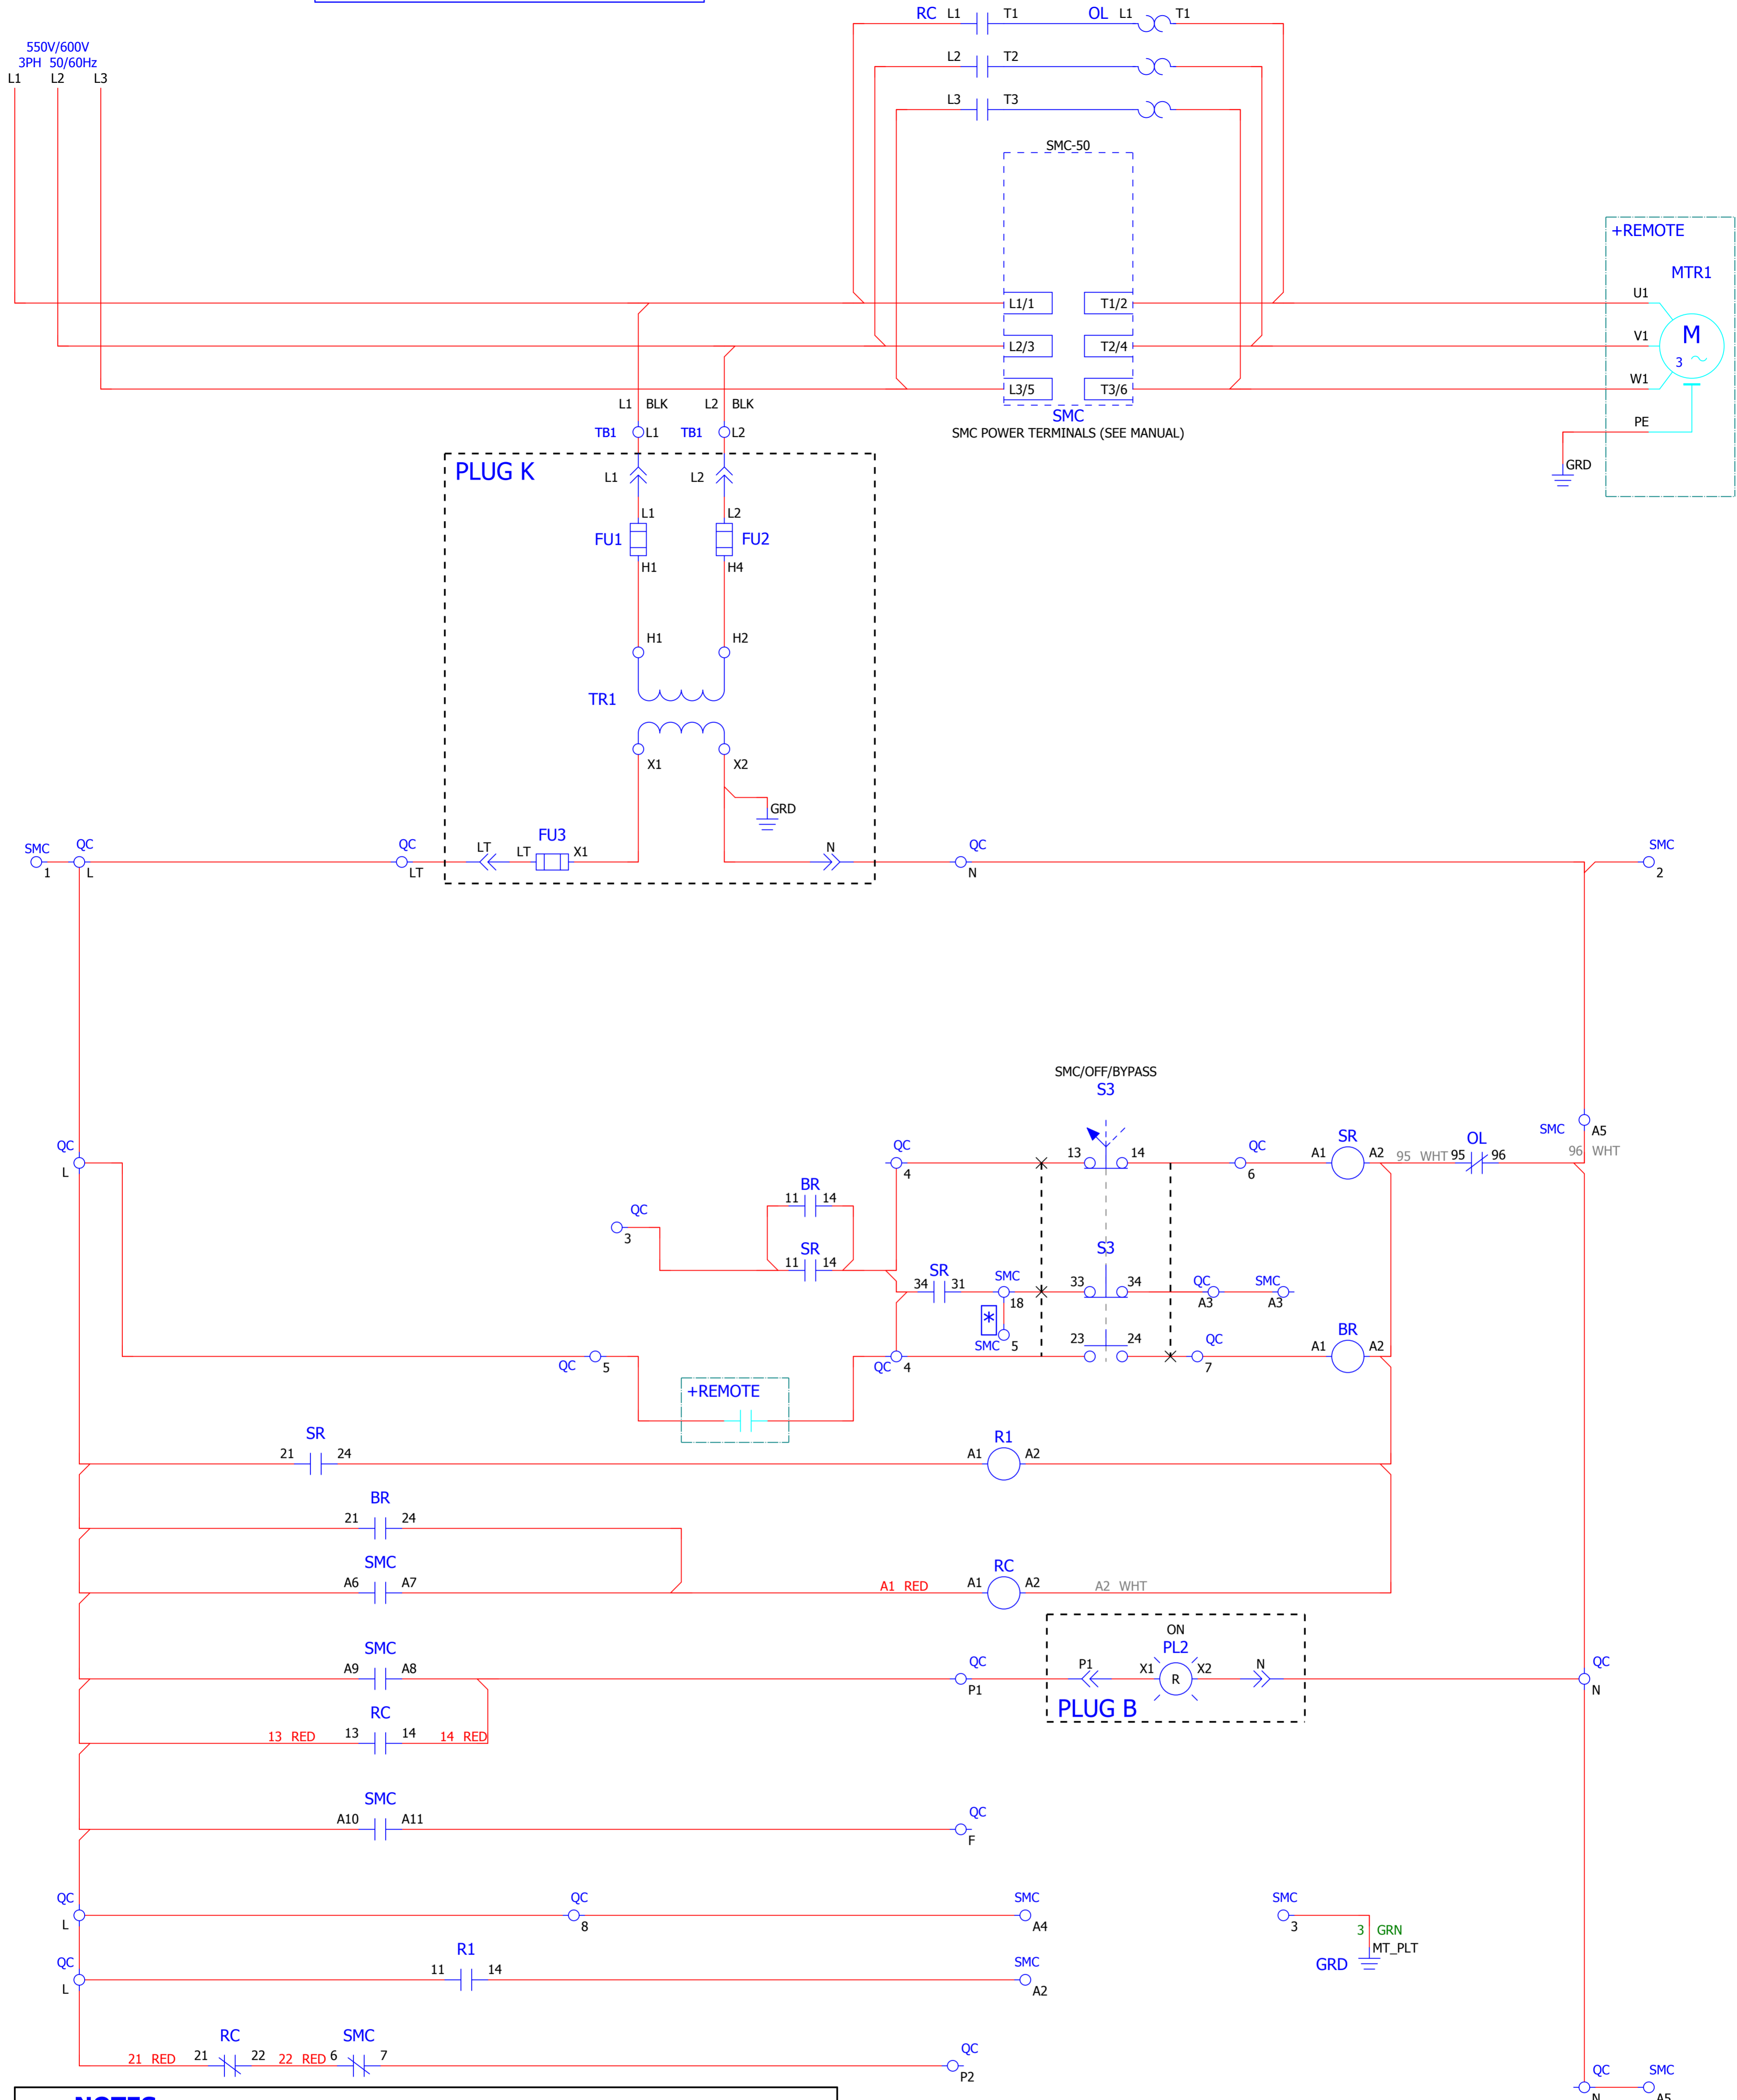 RC L1 T1 OL L1 T1
550V/600V
3PH 50/60Hz
L1 L2 L3
L2 T2
L3 T3
SMC-50
+REMOTE
MTR1
L1/1 T1/2 U1
L2/3 T2/4 V1 M
3
L3/5 T3/6 W1
L1 BLK L2 BLK
SMC
SMC POWER TERMINALS (SEE MANUAL)
PE
TB1 L1 TB1 L2
GRD
PLUG K
L1 L2
L1 L2
FU1 FU2
H1 H4
H1 H2
TR1
X1 X2
GRD
SMC QC QC LT LT FU3 X1 N QC SMC
1 L LT N 2
SMC/OFF/BYPASS
S3
SMC A5
QC QC 13 14 QC SR OL
L 4 6 A1 A2 95 WHT 95 96 96 WHT
BR
11 14
QC
3
SR S3
11 14
SR SMC QC SMC
34 31 33 34
18 A3 A3
*
SMC 5 23 24 QC BR
QC 5 QC 4 7 A1 A2
+REMOTE
SR R1
21 24 A1 A2
BR
21 24
SMC RC
A6 A7 A1 RED A1 A2 A2 WHT
ON
SMC PL2
A9 A8 QC P1 P1 X1 R X2 N QC N
PLUG B
RC
13 RED 13 14 14 RED
SMC
A10 A11 QC
F
QC QC SMC SMC
L 8 A4 3
3 GRN
MT_PLT
GRD
QC R1 SMC
L 11 14 A2
RC SMC
21 RED 21 22 22 RED 6 7 QC
P2
QC SMC
N A5
NOTES